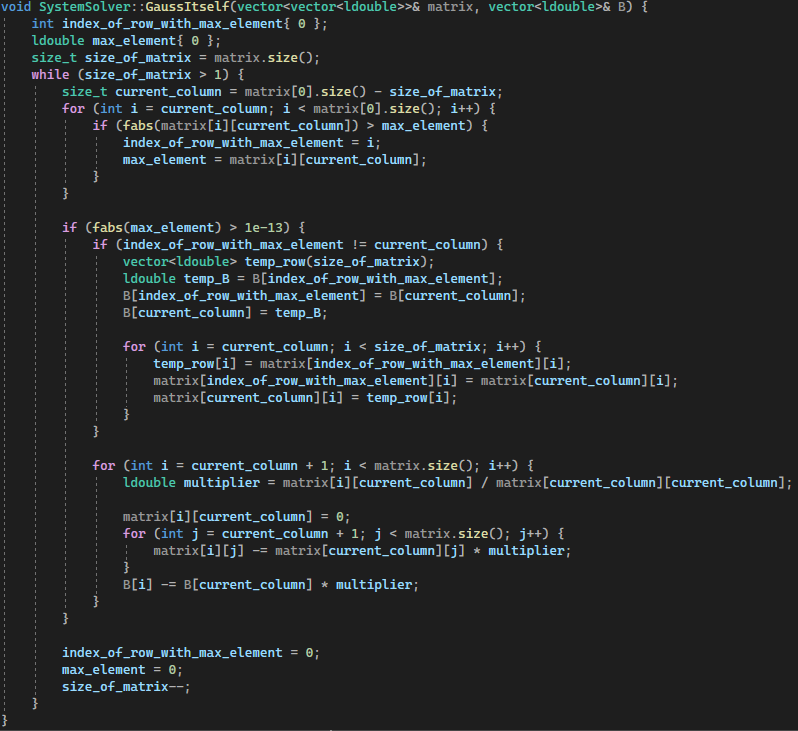 void SystemSolver::GaussItself(vector<vector<ldouble>>& matrix, vector<ldouble>& B) {
    int index_of_row_with_max_element{ 0 };
    ldouble max_element{ 0 };
    size_t size_of_matrix = matrix.size();
    while (size_of_matrix > 1) {
        size_t current_column = matrix[0].size() - size_of_matrix;
        for (int i = current_column; i < matrix[0].size(); i++) {
            if (fabs(matrix[i][current_column]) > max_element) {
                index_of_row_with_max_element = i;
                max_element = matrix[i][current_column];
            }
        }

        if (fabs(max_element) > 1e-13) {
            if (index_of_row_with_max_element != current_column) {
                vector<ldouble> temp_row(size_of_matrix);
                ldouble temp_B = B[index_of_row_with_max_element];
                B[index_of_row_with_max_element] = B[current_column];
                B[current_column] = temp_B;

                for (int i = current_column; i < size_of_matrix; i++) {
                    temp_row[i] = matrix[index_of_row_with_max_element][i];
                    matrix[index_of_row_with_max_element][i] = matrix[current_column][i];
                    matrix[current_column][i] = temp_row[i];
                }
            }

            for (int i = current_column + 1; i < matrix.size(); i++) {
                ldouble multiplier = matrix[i][current_column] / matrix[current_column][current_column];

                matrix[i][current_column] = 0;
                for (int j = current_column + 1; j < matrix.size(); j++) {
                    matrix[i][j] -= matrix[current_column][j] * multiplier;
                }
                B[i] -= B[current_column] * multiplier;
            }
        }

        index_of_row_with_max_element = 0;
        max_element = 0;
        size_of_matrix--;
    }
}